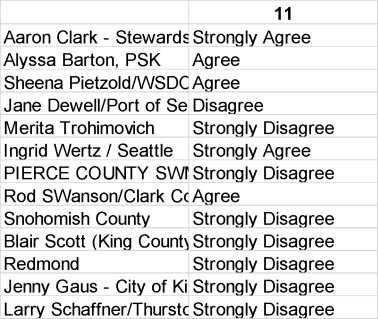 11
Aaron Clark - Stewards Strongly Agree
Alyssa Barton, PSK Agree
Sheena Pietzold/WSDO Agree
Jane Dewell/Port of Se Disagree
Merita Trohimovich Strongly Disagree
Ingrid Wertz / Seattle Strongly Agree
PIERCE COUNTY SWM Strongly Disagree
Rod SWanson/Clark Co Agree
Snohomish County Strongly Disagree
Blair Scott (King County Strongly Disagree
Redmond Strongly Disagree
Jenny Gaus - City of Ki Strongly Disagree
Larry Schaffner/Thursto Strongly Disagree